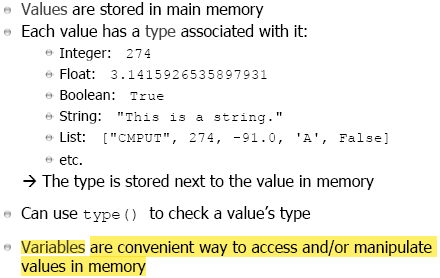 Values are stored in main memory
Each value has a type associated with it:
Integer: 274
Float: 3.1415926535897931
Boolean: True
String: "This is a string."
List: ["CMPUT", 274, -91.0, 'A', False]
etc.
→ The type is stored next to the value in memory
Can use type() to check a value's type
Variables are convenient way to access and/or manipulate
values in memory